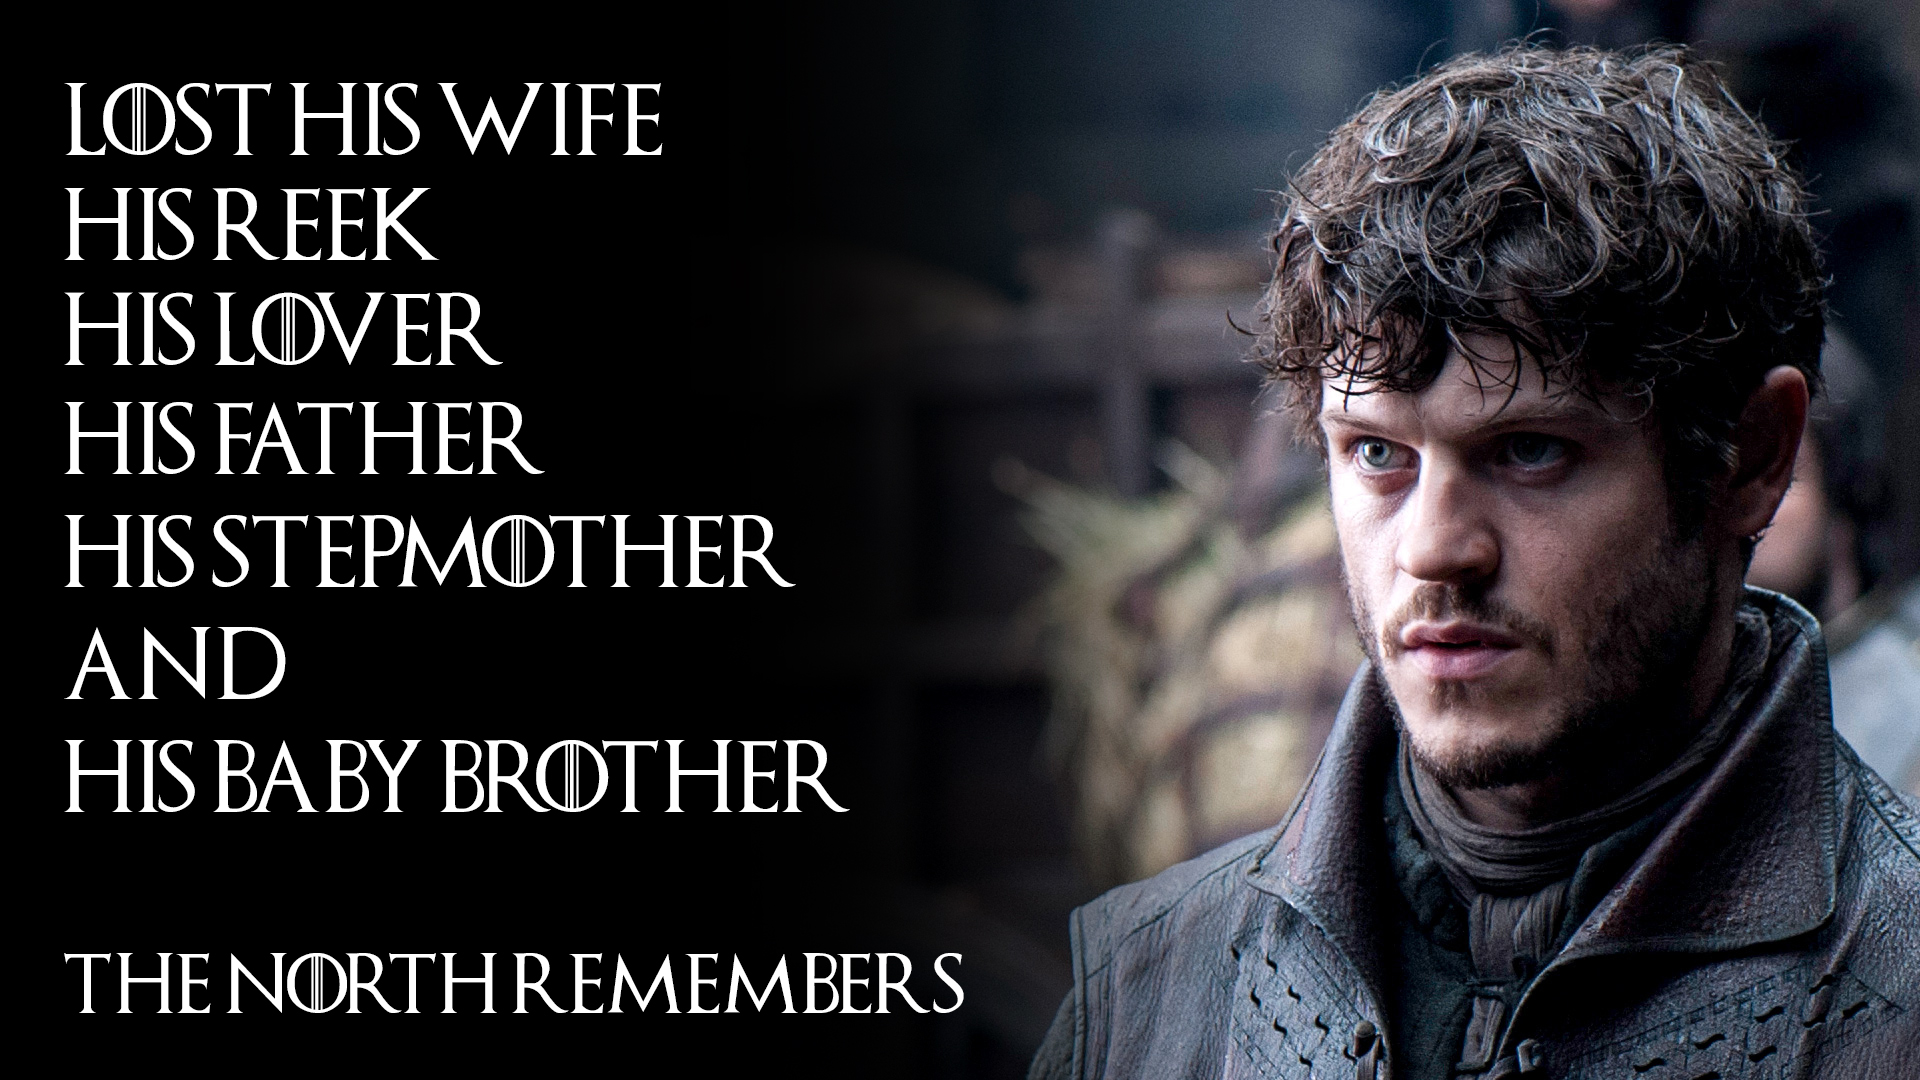 LOST HIS WIFE
HIS REEK
HIS LOVER
HIS FATHER
HIS STEPMOTHER
AND
HIS BABY BROTHER
THE NORTH REMEMBERS